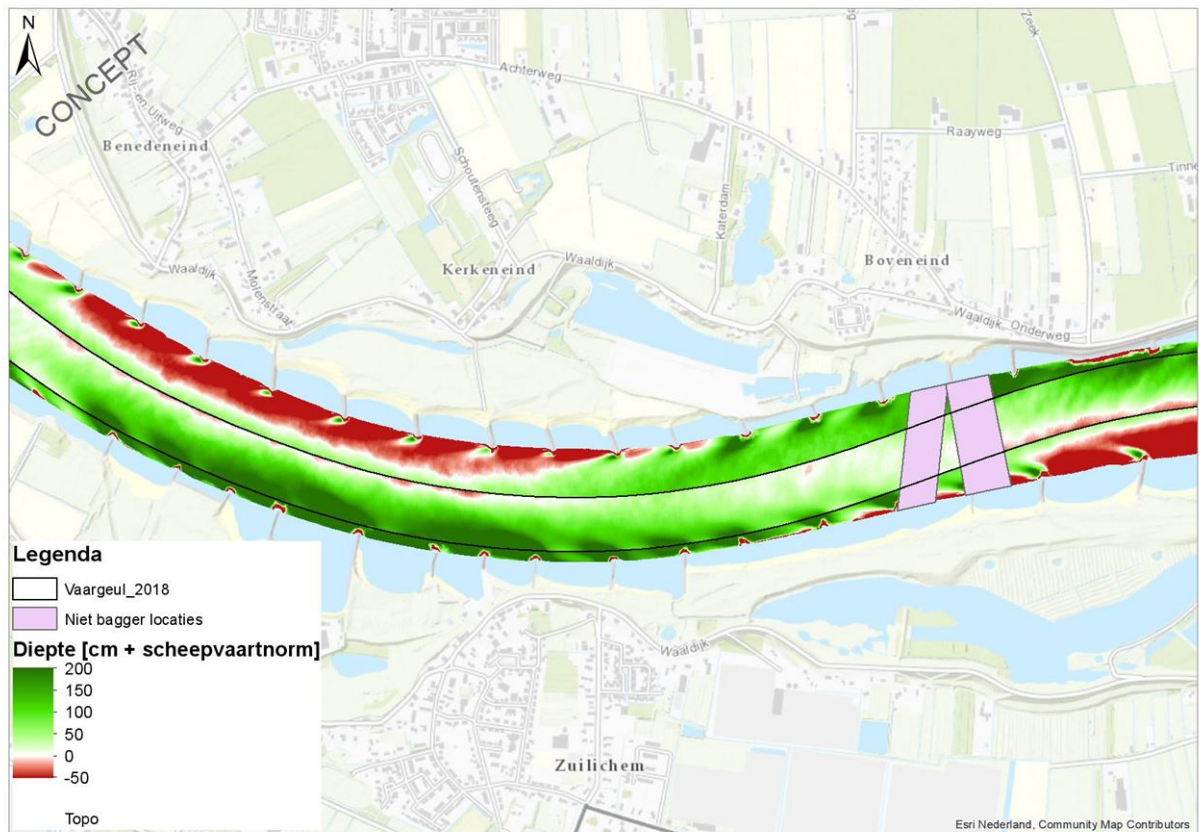 N
CONCEPT
Rij- en Uitweg
Benedeneind
Achterweg
Zeek
Raayweg
Tinne
Schoutensteeg
Katerdam
Kerkeneind
Waaldijk
Boveneind
Waaldijk
Molenstraat
Waaldijk
Onderweg
Legenda
Vaargeul_2018
Niet bagger locaties
Diepte [cm + scheepvaartnorm]
200
150
100
50
0
-50
Topo
Waaldijk
Zuilichem
Esri Nederland, Community Map Contributors